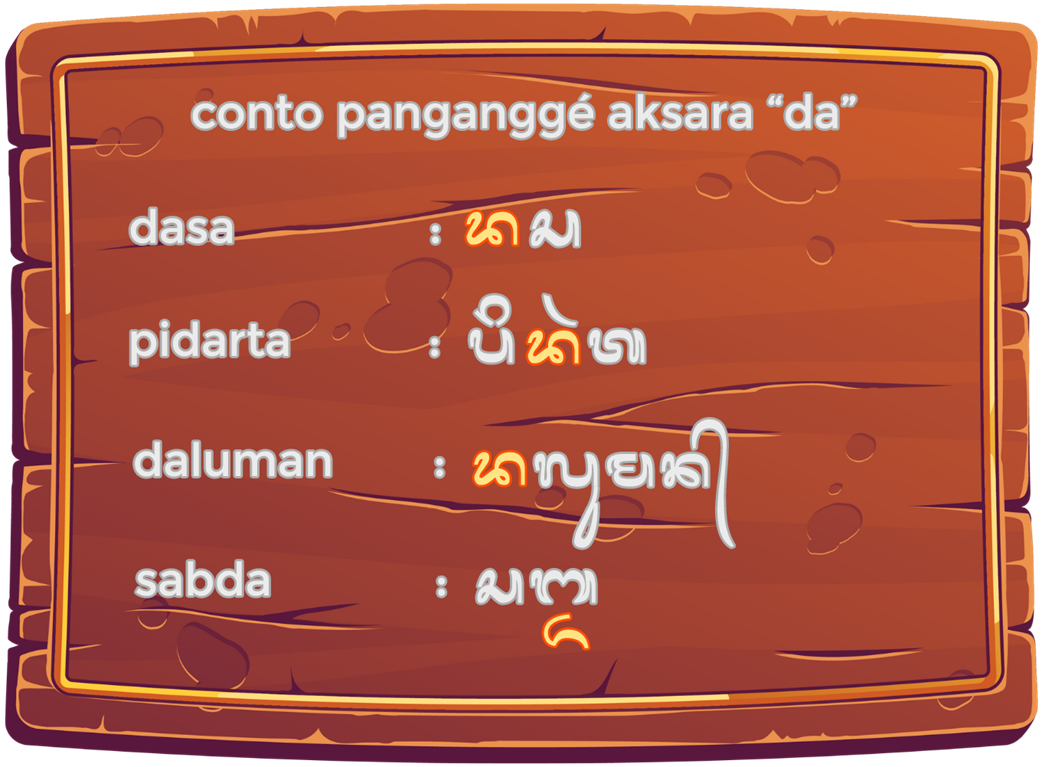 conto panganggé aksara “da”
dasa : ᬤᬲ
pidarta : ᬧᬶᬤᬃᬢ
daluman : ᬤᬮᬸᬫᬦ᭄
sabda : ᬲᬩ᭄ᬤ